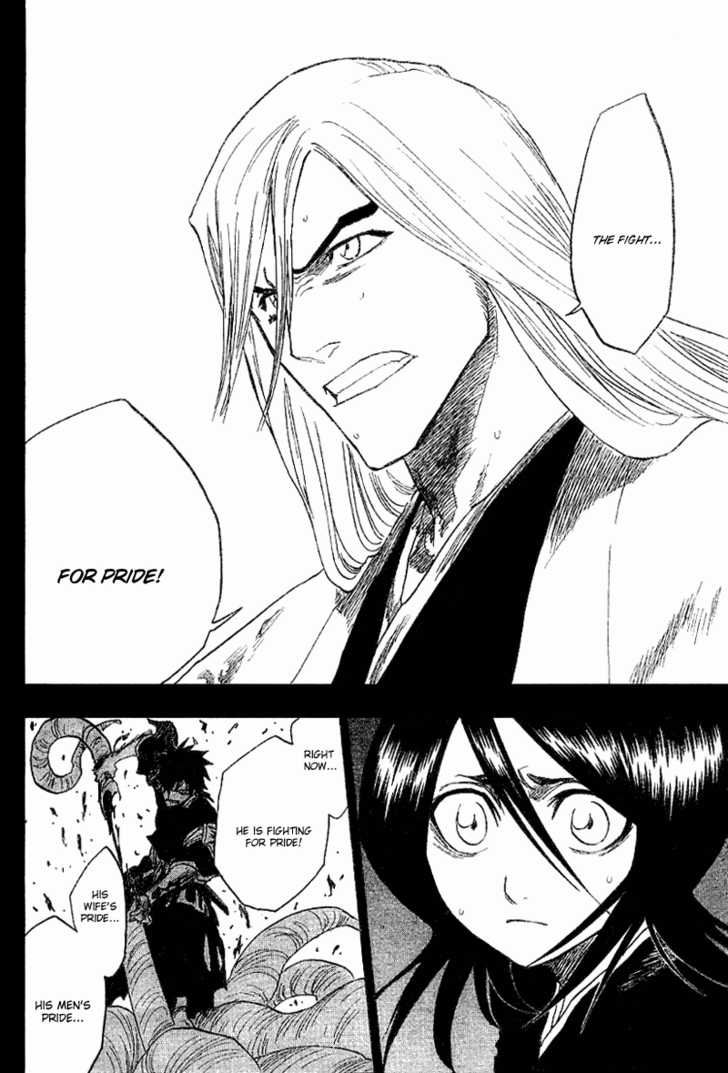 THE FIGHT...
FOR PRIDE!
RIGHT
NOW...
HE IS FIGHTING
FOR PRIDE!
HIS
WIFE'S
PRIDE...
HIS MEN'S
PRIDE...